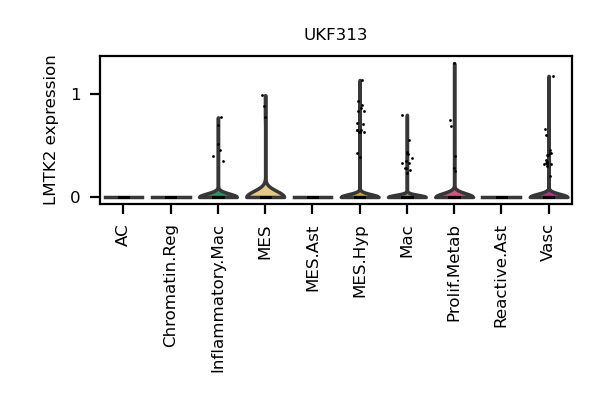 UKF313
LMTK2 expression
1
0
AC
Chromatin.Reg
Inflammatory.Mac
MES
MES.Ast
MES.Hyp
Mac
Prolif.Metab
Reactive.Ast
Vasc